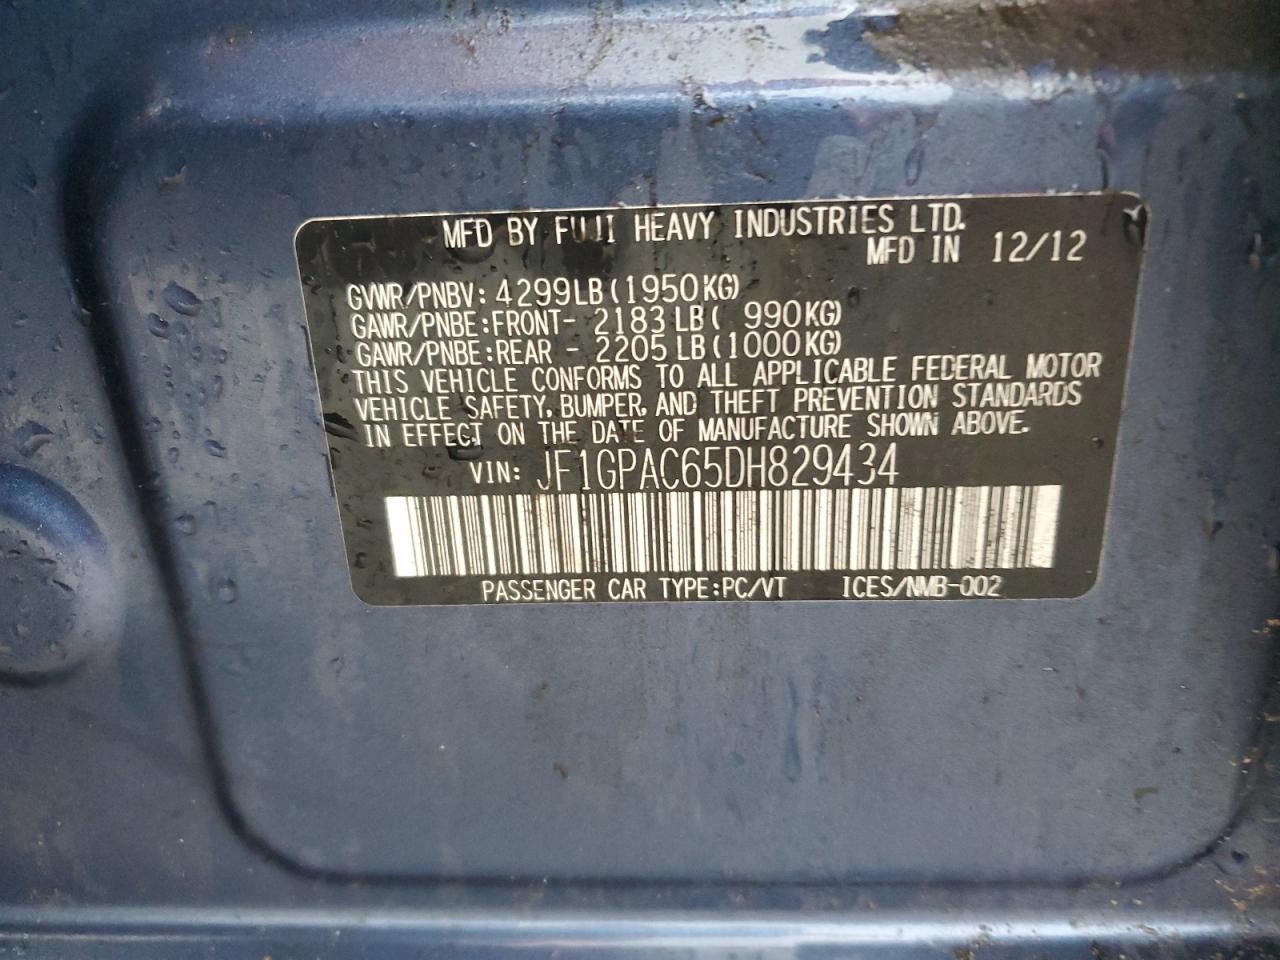 MFD BY FUJI HEAVY INDUSTRIES LTD.
MFD IN 12/12
GVWR/PNBV: 4299LB (1950KG)
GAWR/PNBE:FRONT- 2183LB( 990KG)
GAWR/PNBE:REAR - 2205LB(1000KG)
THIS VEHICLE CONFORMS TO ALL APPLICABLE FEDERAL MOTOR
VEHICLE SAFETY, BUMPER, AND THEFT PREVENTION STANDARDS
IN EFFECT ON THE DATE OF MANUFACTURE SHOWN ABOVE.
VIN: JF1GPAC65DH829434
PASSENGER CAR TYPE:PC/VT ICES/NMB-002